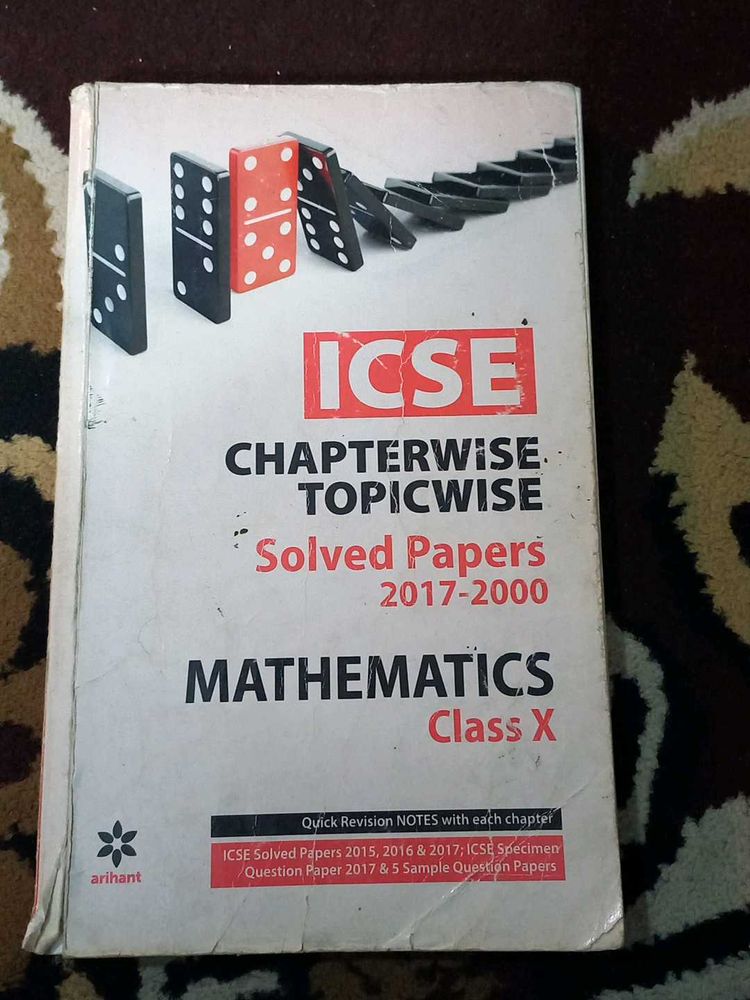 ICSE
CHAPTERWISE
TOPICWISE
Solved Papers
2017-2000
MATHEMATICS
Class X
Quick Revision NOTES with each chapter
ICSE Solved Papers 2015, 2016 & 2017; ICSE Specimen
Question Paper 2017 & 5 Sample Question Papers
arihant